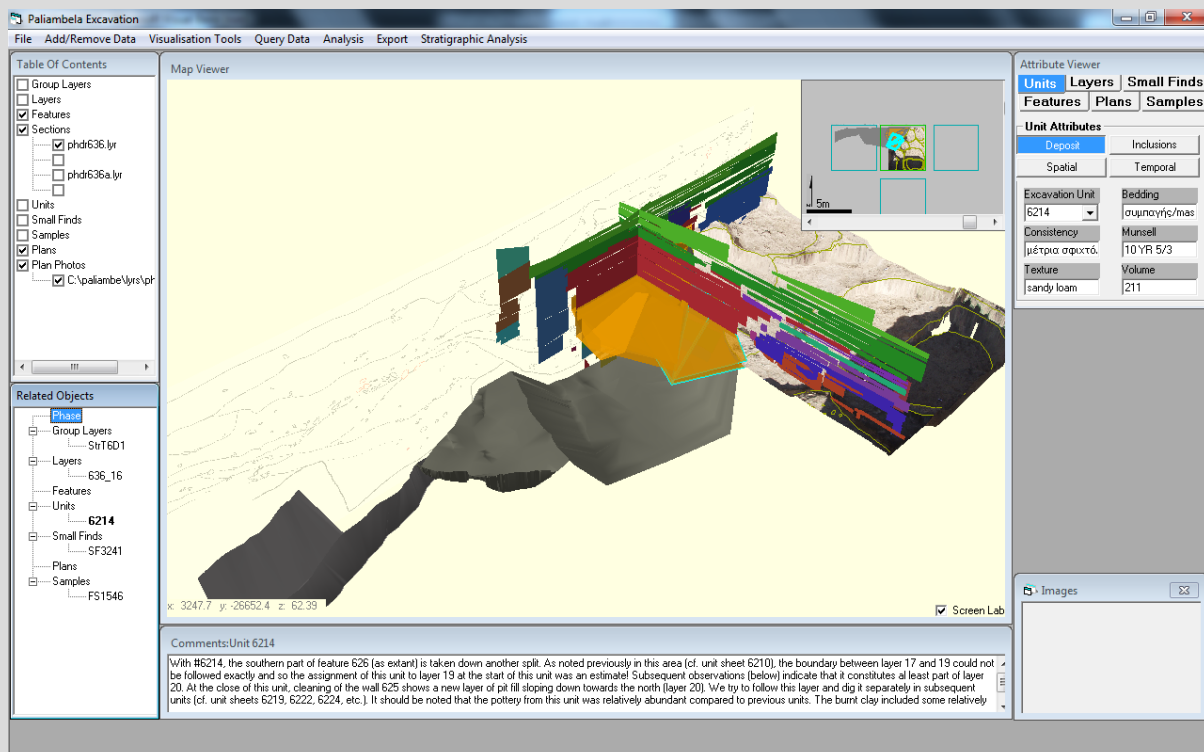 Paliambela Excavation
File Add/Remove Data Visualisation Tools Query Data Analysis Export Stratigraphic Analysis
Table Of Contents
Group Layers
Layers
Features
Sections
phdr636.lyr
phdr636a.lyr
Units
Small Finds
Samples
Plans
Plan Photos
C:\paliambe\lyrs\ph
Related Objects
Phase
Group Layers
StrT6D1
Layers
636_16
Features
Units
6214
Small Finds
SF3241
Plans
Samples
FS1546
Map Viewer
5m
x: 3247.7 y: -26652.4 z: 62.39
Screen Lab
Comments:Unit 6214
With #6214, the southern part of feature 626 (as extant) is taken down another split. As noted previously in this area (cf. unit sheet 6210), the boundary between layer 17 and 19 could not
be followed exactly and so the assignment of this unit to layer 19 at the start of this unit was an estimate! Subsequent observations (below) indicate that it constitutes al least part of layer
20. At the close of this unit, cleaning of the wall 625 shows a new layer of pit fill sloping down towards the north (layer 20). We try to follow this layer and dig it separately in subsequent
units (cf. unit sheets 6219, 6222, 6224, etc.). It should be noted that the pottery from this unit was relatively abundant compared to previous units. The burnt clay included some relatively
Attribute Viewer
Units Layers Small Finds
Features Plans Samples
Unit Attributes
Deposit Inclusions
Spatial Temporal
Excavation Unit Bedding
6214 συμπαγής/mas
Consistency Munsell
μέτρια σφιχτό. 10 YR 5/3
Texture Volume
sandy loam 211
Images